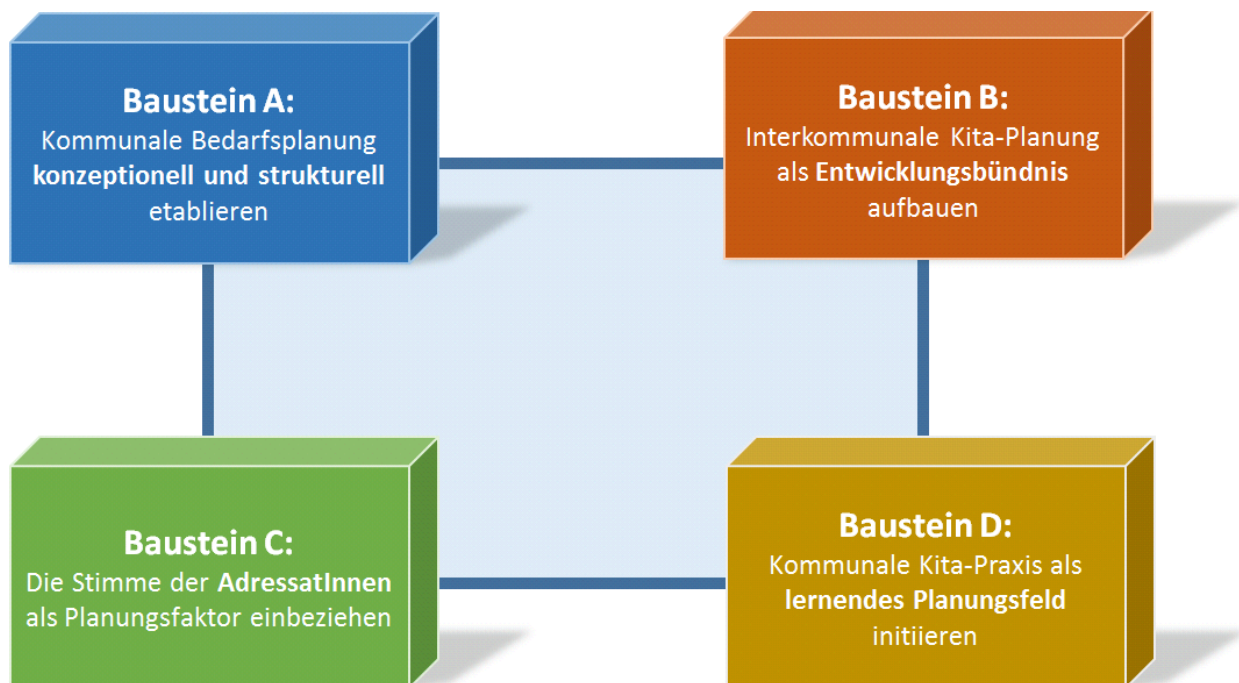 Baustein A:
Kommunale Bedarfsplanung
konzeptionell und strukturell
etablieren
Baustein B:
Interkommunale Kita-Planung
als Entwicklungsbündnis
aufbauen
Baustein C:
Die Stimme der AdressatInnen
als Planungsfaktor einbeziehen
Baustein D:
Kommunale Kita-Praxis als
lernendes Planungsfeld
initiieren